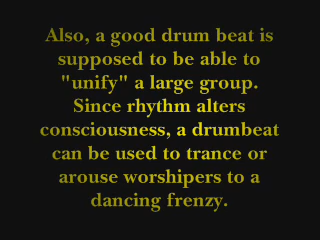 Also, a good drum beat is
supposed to be able to
"unify" a large group.
Since rhythm alters
consciousness, a drumbeat
can be used to trance or
arouse worshipers to a
dancing frenzy.